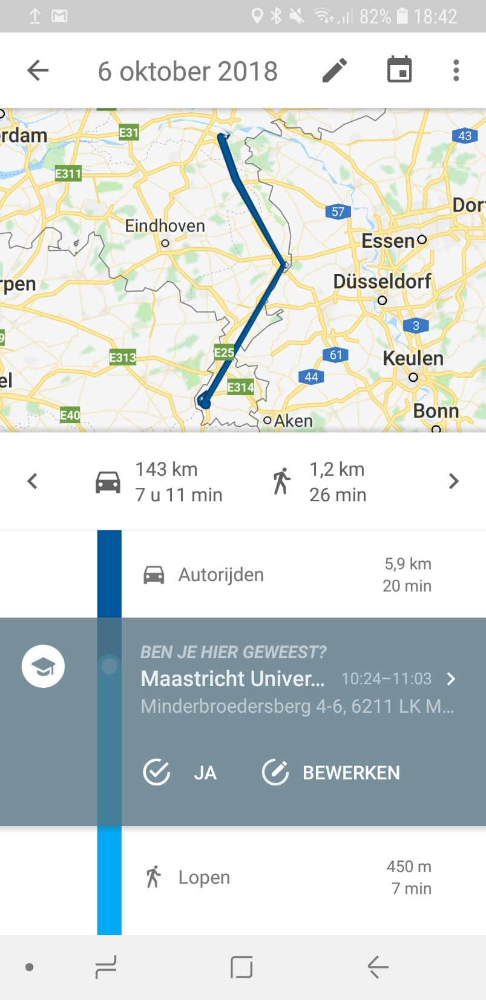 82% 18:42
6 oktober 2018
rdam
E31
43
E311
57
Dor
Eindhoven
Essen
rpen
Düsseldorf
3
9
E25
E313
61
Keulen
el
44
E314
E40
Bonn
Aken
143 km
1,2 km
7 u 11 min
26 min
Autorijden
5,9 km
20 min
BEN JE HIER GEWEEST?
Maastricht Univer... 10:24–11:03
Minderbroedersberg 4-6, 6211 LK M...
JA
BEWERKEN
Lopen
450 m
7 min